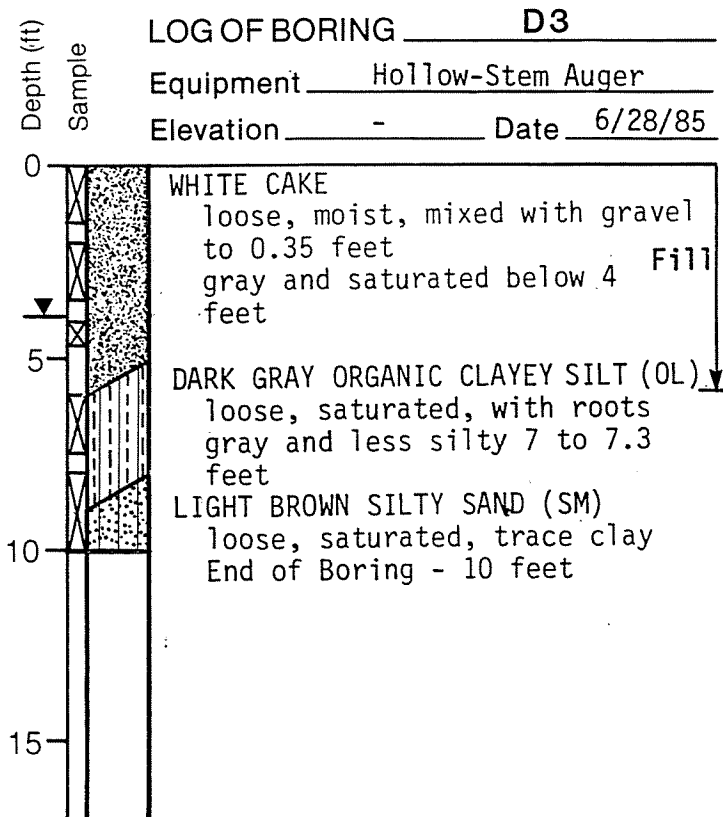 LOG OF BORING D3
Equipment Hollow-Stem Auger
Elevation - Date 6/28/85
Depth (ft)
Sample
0
WHITE CAKE
loose, moist, mixed with gravel
to 0.35 feet
Fill
gray and saturated below 4
feet
5
DARK GRAY ORGANIC CLAYEY SILT (OL)
loose, saturated, with roots
gray and less silty 7 to 7.3
feet
LIGHT BROWN SILTY SAND (SM)
loose, saturated, trace clay
10
End of Boring - 10 feet
15